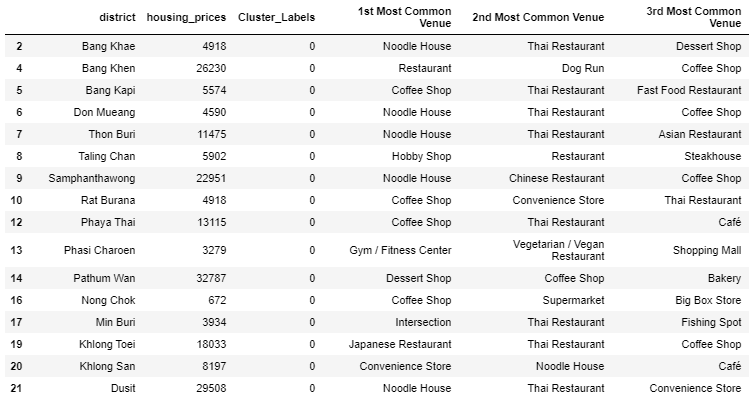 district housing_prices Cluster_Labels 1st Most Common Venue 2nd Most Common Venue 3rd Most Common Venue
2 Bang Khae 4918 0 Noodle House Thai Restaurant Dessert Shop
4 Bang Khen 26230 0 Restaurant Dog Run Coffee Shop
5 Bang Kapi 5574 0 Coffee Shop Thai Restaurant Fast Food Restaurant
6 Don Mueang 4590 0 Noodle House Thai Restaurant Coffee Shop
7 Thon Buri 11475 0 Noodle House Thai Restaurant Asian Restaurant
8 Taling Chan 5902 0 Hobby Shop Restaurant Steakhouse
9 Samphanthawong 22951 0 Noodle House Chinese Restaurant Coffee Shop
10 Rat Burana 4918 0 Coffee Shop Convenience Store Thai Restaurant
12 Phaya Thai 13115 0 Coffee Shop Thai Restaurant Café
13 Phasi Charoen 3279 0 Gym / Fitness Center Vegetarian / Vegan Restaurant Shopping Mall
14 Pathum Wan 32787 0 Dessert Shop Coffee Shop Bakery
16 Nong Chok 672 0 Coffee Shop Supermarket Big Box Store
17 Min Buri 3934 0 Intersection Thai Restaurant Fishing Spot
19 Khlong Toei 18033 0 Japanese Restaurant Thai Restaurant Coffee Shop
20 Khlong San 8197 0 Convenience Store Noodle House Café
21 Dusit 29508 0 Noodle House Thai Restaurant Convenience Store